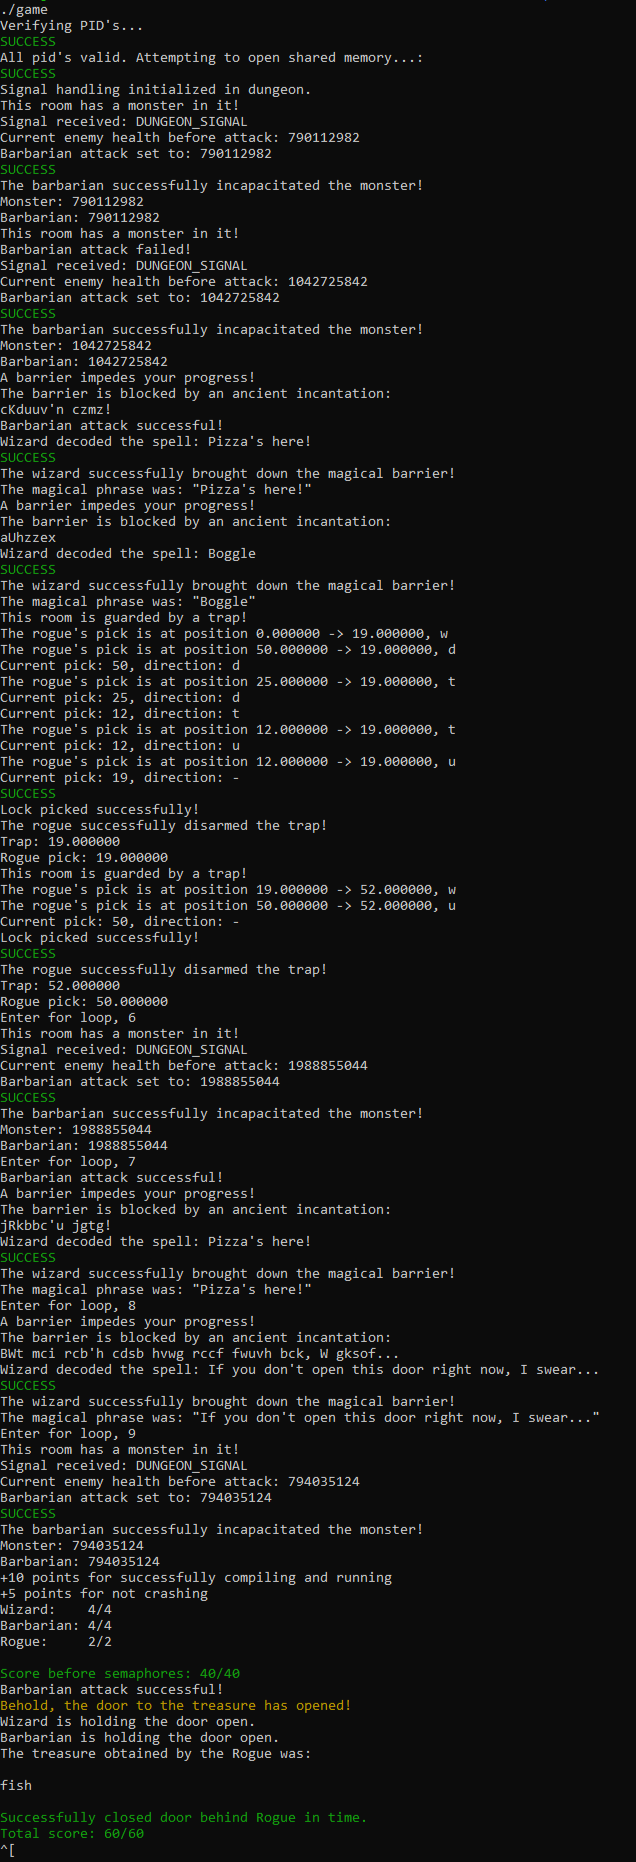 ./game
Verifying PID's...
SUCCESS
All pid's valid. Attempting to open shared memory...:
SUCCESS
Signal handling initialized in dungeon.
This room has a monster in it!
Signal received: DUNGEON_SIGNAL
Current enemy health before attack: 790112982
Barbarian attack set to: 790112982
SUCCESS
The barbarian successfully incapacitated the monster!
Monster: 790112982
Barbarian: 790112982
This room has a monster in it!
Barbarian attack failed!
Signal received: DUNGEON_SIGNAL
Current enemy health before attack: 1042725842
Barbarian attack set to: 1042725842
SUCCESS
The barbarian successfully incapacitated the monster!
Monster: 1042725842
Barbarian: 1042725842
A barrier impedes your progress!
The barrier is blocked by an ancient incantation:
cKduuv'n czmz!
Barbarian attack successful!
Wizard decoded the spell: Pizza's here!
SUCCESS
The wizard successfully brought down the magical barrier!
The magical phrase was: "Pizza's here!"
A barrier impedes your progress!
The barrier is blocked by an ancient incantation:
aUhzzex
Wizard decoded the spell: Boggle
SUCCESS
The wizard successfully brought down the magical barrier!
The magical phrase was: "Boggle"
This room is guarded by a trap!
The rogue's pick is at position 0.000000 -> 19.000000, w
The rogue's pick is at position 50.000000 -> 19.000000, d
Current pick: 50, direction: d
The rogue's pick is at position 25.000000 -> 19.000000, t
Current pick: 25, direction: d
Current pick: 12, direction: t
The rogue's pick is at position 12.000000 -> 19.000000, t
Current pick: 12, direction: u
The rogue's pick is at position 12.000000 -> 19.000000, u
Current pick: 19, direction: -
SUCCESS
Lock picked successfully!
The rogue successfully disarmed the trap!
Trap: 19.000000
Rogue pick: 19.000000
This room is guarded by a trap!
The rogue's pick is at position 19.000000 -> 52.000000, w
The rogue's pick is at position 50.000000 -> 52.000000, u
Current pick: 50, direction: -
Lock picked successfully!
SUCCESS
The rogue successfully disarmed the trap!
Trap: 52.000000
Rogue pick: 50.000000
Enter for loop, 6
This room has a monster in it!
Signal received: DUNGEON_SIGNAL
Current enemy health before attack: 1988855044
Barbarian attack set to: 1988855044
SUCCESS
The barbarian successfully incapacitated the monster!
Monster: 1988855044
Barbarian: 1988855044
Enter for loop, 7
Barbarian attack successful!
A barrier impedes your progress!
The barrier is blocked by an ancient incantation:
jRkbbc'u jgtg!
Wizard decoded the spell: Pizza's here!
SUCCESS
The wizard successfully brought down the magical barrier!
The magical phrase was: "Pizza's here!"
Enter for loop, 8
A barrier impedes your progress!
The barrier is blocked by an ancient incantation:
BWt mci rcb'h cdsb hvwg rccf fwuvh bck, W gksof...
Wizard decoded the spell: If you don't open this door right now, I swear...
SUCCESS
The wizard successfully brought down the magical barrier!
The magical phrase was: "If you don't open this door right now, I swear..."
Enter for loop, 9
This room has a monster in it!
Signal received: DUNGEON_SIGNAL
Current enemy health before attack: 794035124
Barbarian attack set to: 794035124
SUCCESS
The barbarian successfully incapacitated the monster!
Monster: 794035124
Barbarian: 794035124
+10 points for successfully compiling and running
+5 points for not crashing
Wizard:    4/4
Barbarian: 4/4
Rogue:     2/2
Score before semaphores: 40/40
Barbarian attack successful!
Behold, the door to the treasure has opened!
Wizard is holding the door open.
Barbarian is holding the door open.
The treasure obtained by the Rogue was:
fish
Successfully closed door behind Rogue in time.
Total score: 60/60
^[